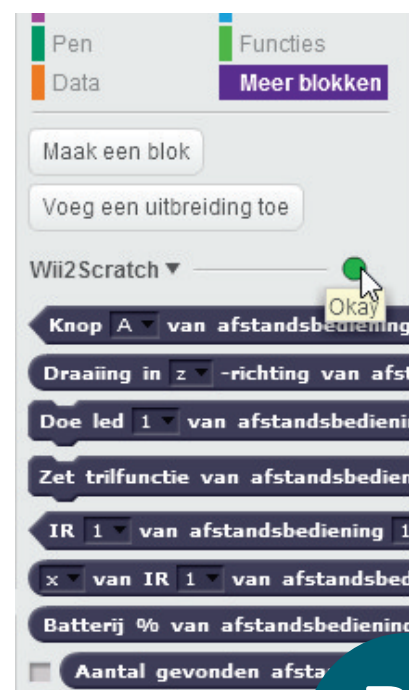 Pen Functies
Data Meer blokken
Maak een blok
Voeg een uitbreiding toe
Wii2Scratch ▾
Okay
Knop A van afstandsbediening
Draaiing in z -richting van afst
Doe led 1 van afstandsbedieni
Zet trilfunctie van afstandsbedien
IR 1 van afstandsbediening 1
x van IR 1 van afstandsbed
Batterij % van afstandsbediening
Aantal gevonden afsta